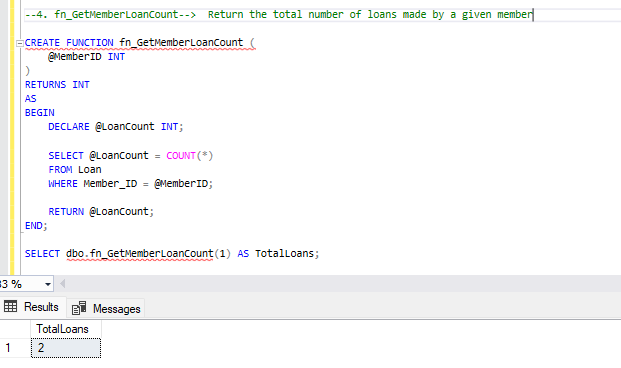 --4. fn_GetMemberLoanCount--> Return the total number of loans made by a given member
CREATE FUNCTION fn_GetMemberLoanCount (
@MemberID INT
)
RETURNS INT
AS
BEGIN
DECLARE @LoanCount INT;
SELECT @LoanCount = COUNT(*)
FROM Loan
WHERE Member_ID = @MemberID;
RETURN @LoanCount;
END;
SELECT dbo.fn_GetMemberLoanCount(1) AS TotalLoans;
33 %
Results Messages
TotalLoans
1 2